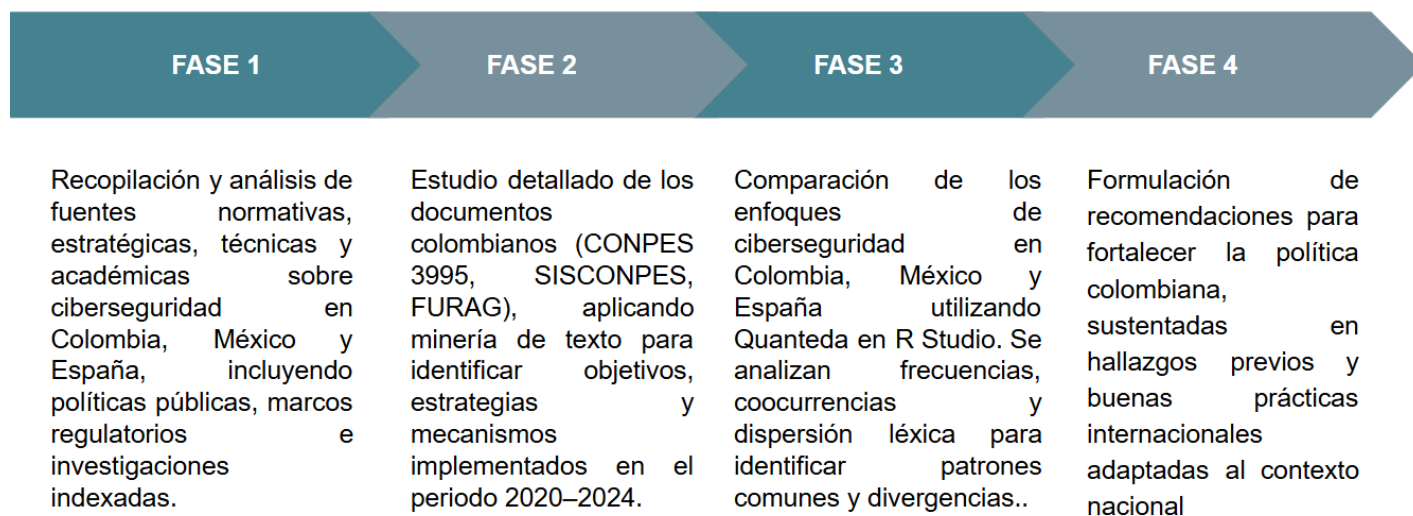 FASE 1
FASE 2
FASE 3
FASE 4
Recopilación y análisis de
fuentes normativas,
estratégicas, técnicas y
académicas sobre
ciberseguridad en
Colombia, México y
España, incluyendo
políticas públicas, marcos
regulatorios e
investigaciones
indexadas.
Estudio detallado de los
documentos
colombianos (CONPES
3995, SISCONPES,
FURAG), aplicando
minería de texto para
identificar objetivos,
estrategias y
mecanismos
implementados en el
periodo 2020–2024.
Comparación de los
enfoques de
ciberseguridad en
Colombia, México y
España utilizando
Quanteda en R Studio. Se
analizan frecuencias,
coocurrencias y
dispersión léxica para
identificar patrones
comunes y divergencias..
Formulación de
recomendaciones para
fortalecer la política
colombiana,
sustentadas en
hallazgos previos y
buenas prácticas
internacionales
adaptadas al contexto
nacional